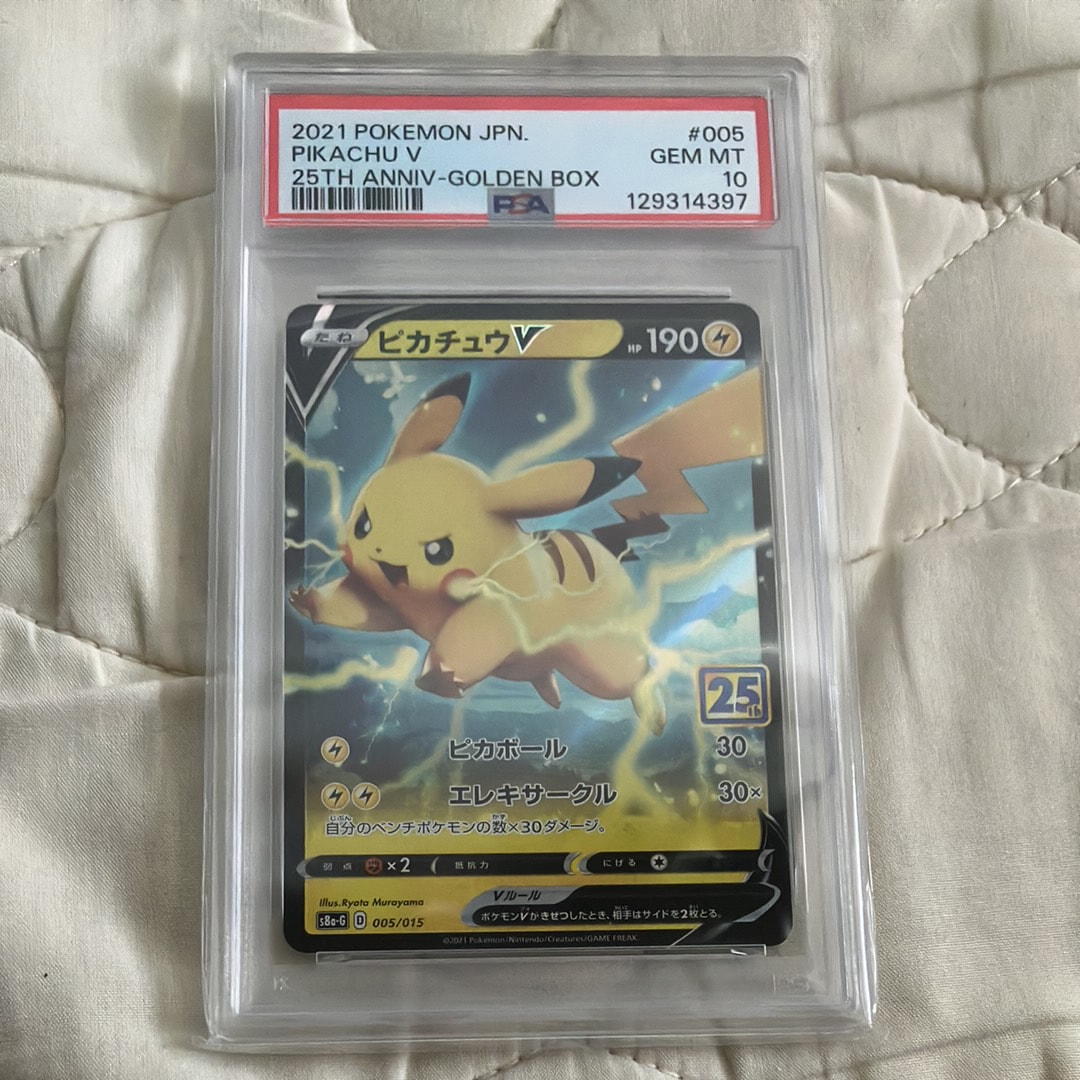 2021 POKEMON JPN. #005
PIKACHU V GEM MT
25TH ANNIV-GOLDEN BOX 10
PSA 129314397
たね ピカチュウV HP 190
25th
ピカボール 30
エレキサークル 30×
じぶん かず
自分のベンチポケモンの数×30ダメージ。
弱点 ×2 抵抗力 にげる
Illus.Ryota Murayama
Vルール
ポケモンVがきぜつしたとき、相手はサイドを2枚とる。
s8a-G D 005/015
©2021 Pokémon/Nintendo/Creatures/GAME FREAK.